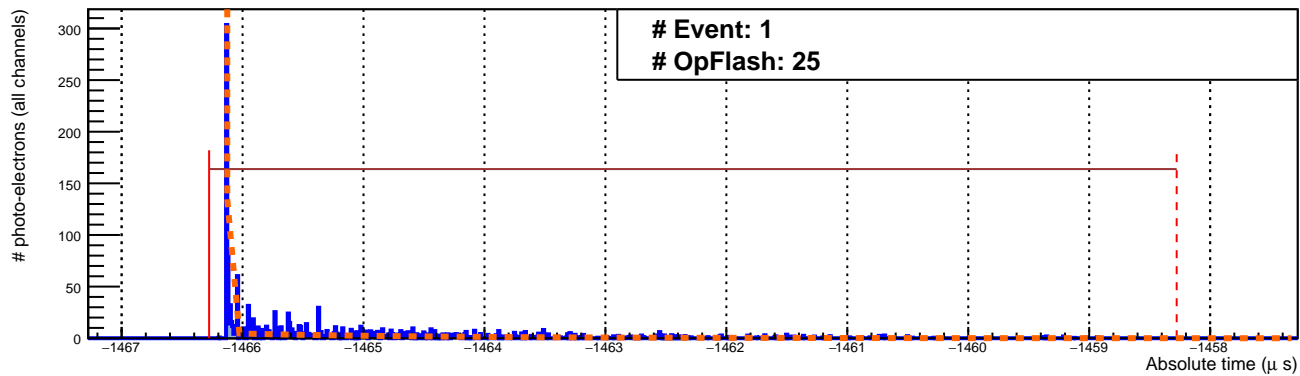 # Event: 1
# OpFlash: 25
# photo-electrons (all channels)
300
250
200
150
100
50
0
−1467 −1466 −1465 −1464 −1463 −1462 −1461 −1460 −1459 −1458
Absolute time (μ s)